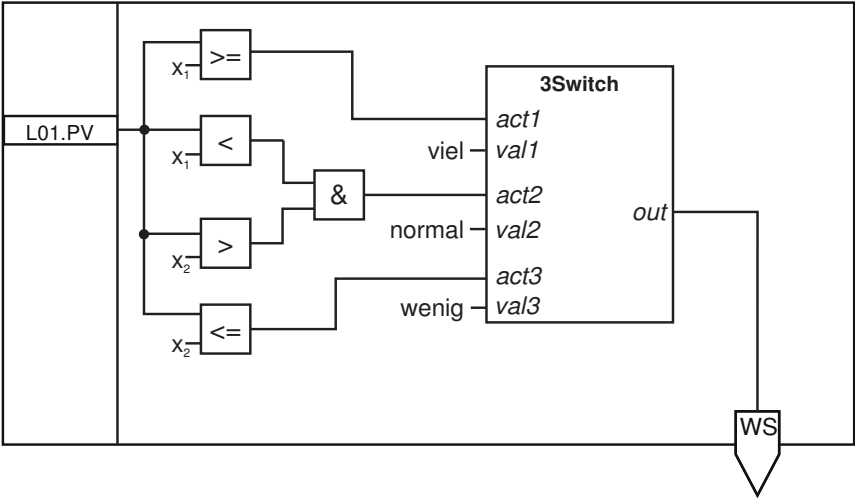 >=
x₁
3Switch
L01.PV
act1
<
x₁
viel
val1
&
act2
>
x₂
normal
val2
out
act3
<=
x₂
wenig
val3
WS